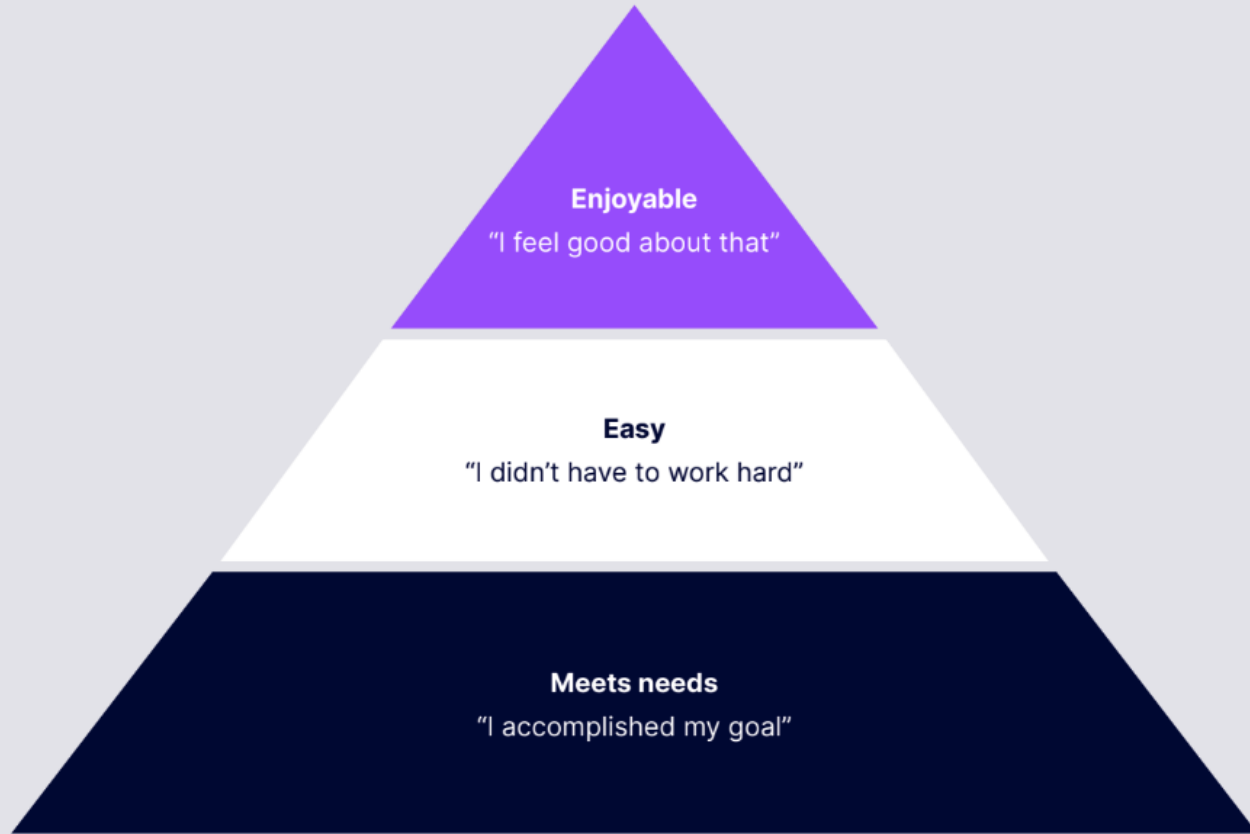 Enjoyable
“I feel good about that”
Easy
“I didn’t have to work hard”
Meets needs
“I accomplished my goal”